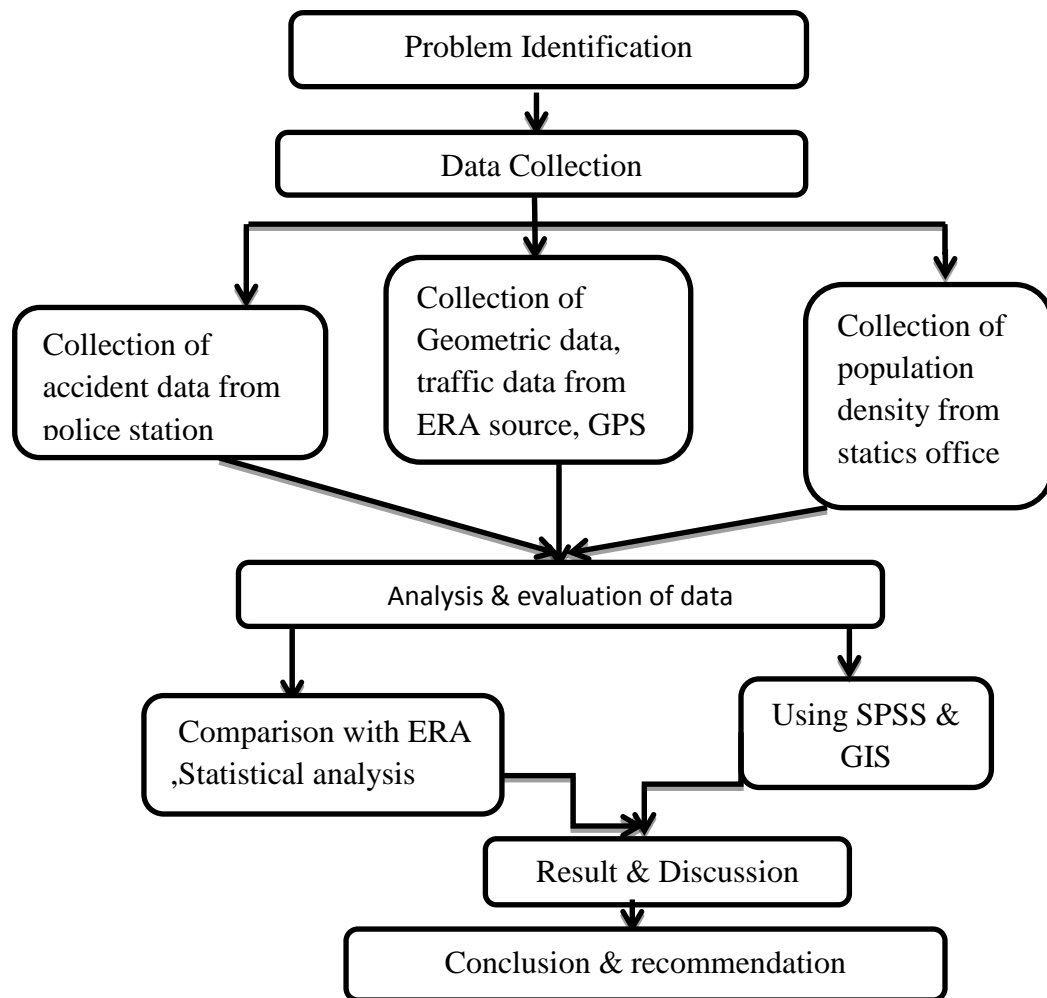 Problem Identification
Data Collection
Collection of
accident data from
police station
Collection of
Geometric data,
traffic data from
ERA source, GPS
Collection of
population
density from
statics office
Analysis & evaluation of data
Comparison with ERA
,Statistical analysis
Using SPSS &
GIS
Result & Discussion
Conclusion & recommendation